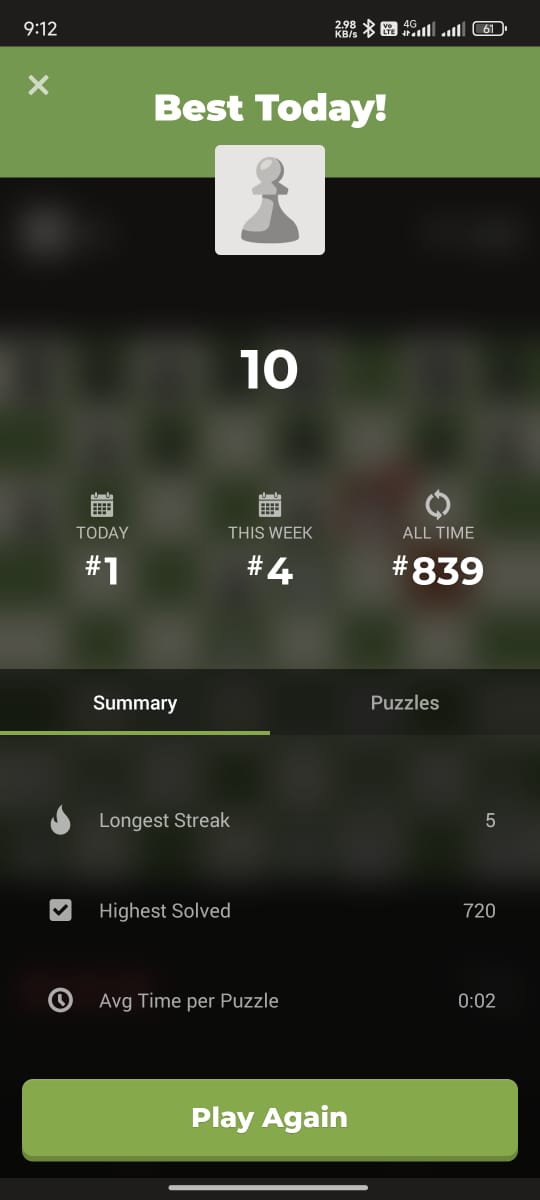 9:12
2.98
KB/s
Vo
LTE
4G
61
Best Today!
10
TODAY
THIS WEEK
ALL TIME
#1
#4
#839
Summary
Puzzles
Longest Streak
5
Highest Solved
720
Avg Time per Puzzle
0:02
Play Again